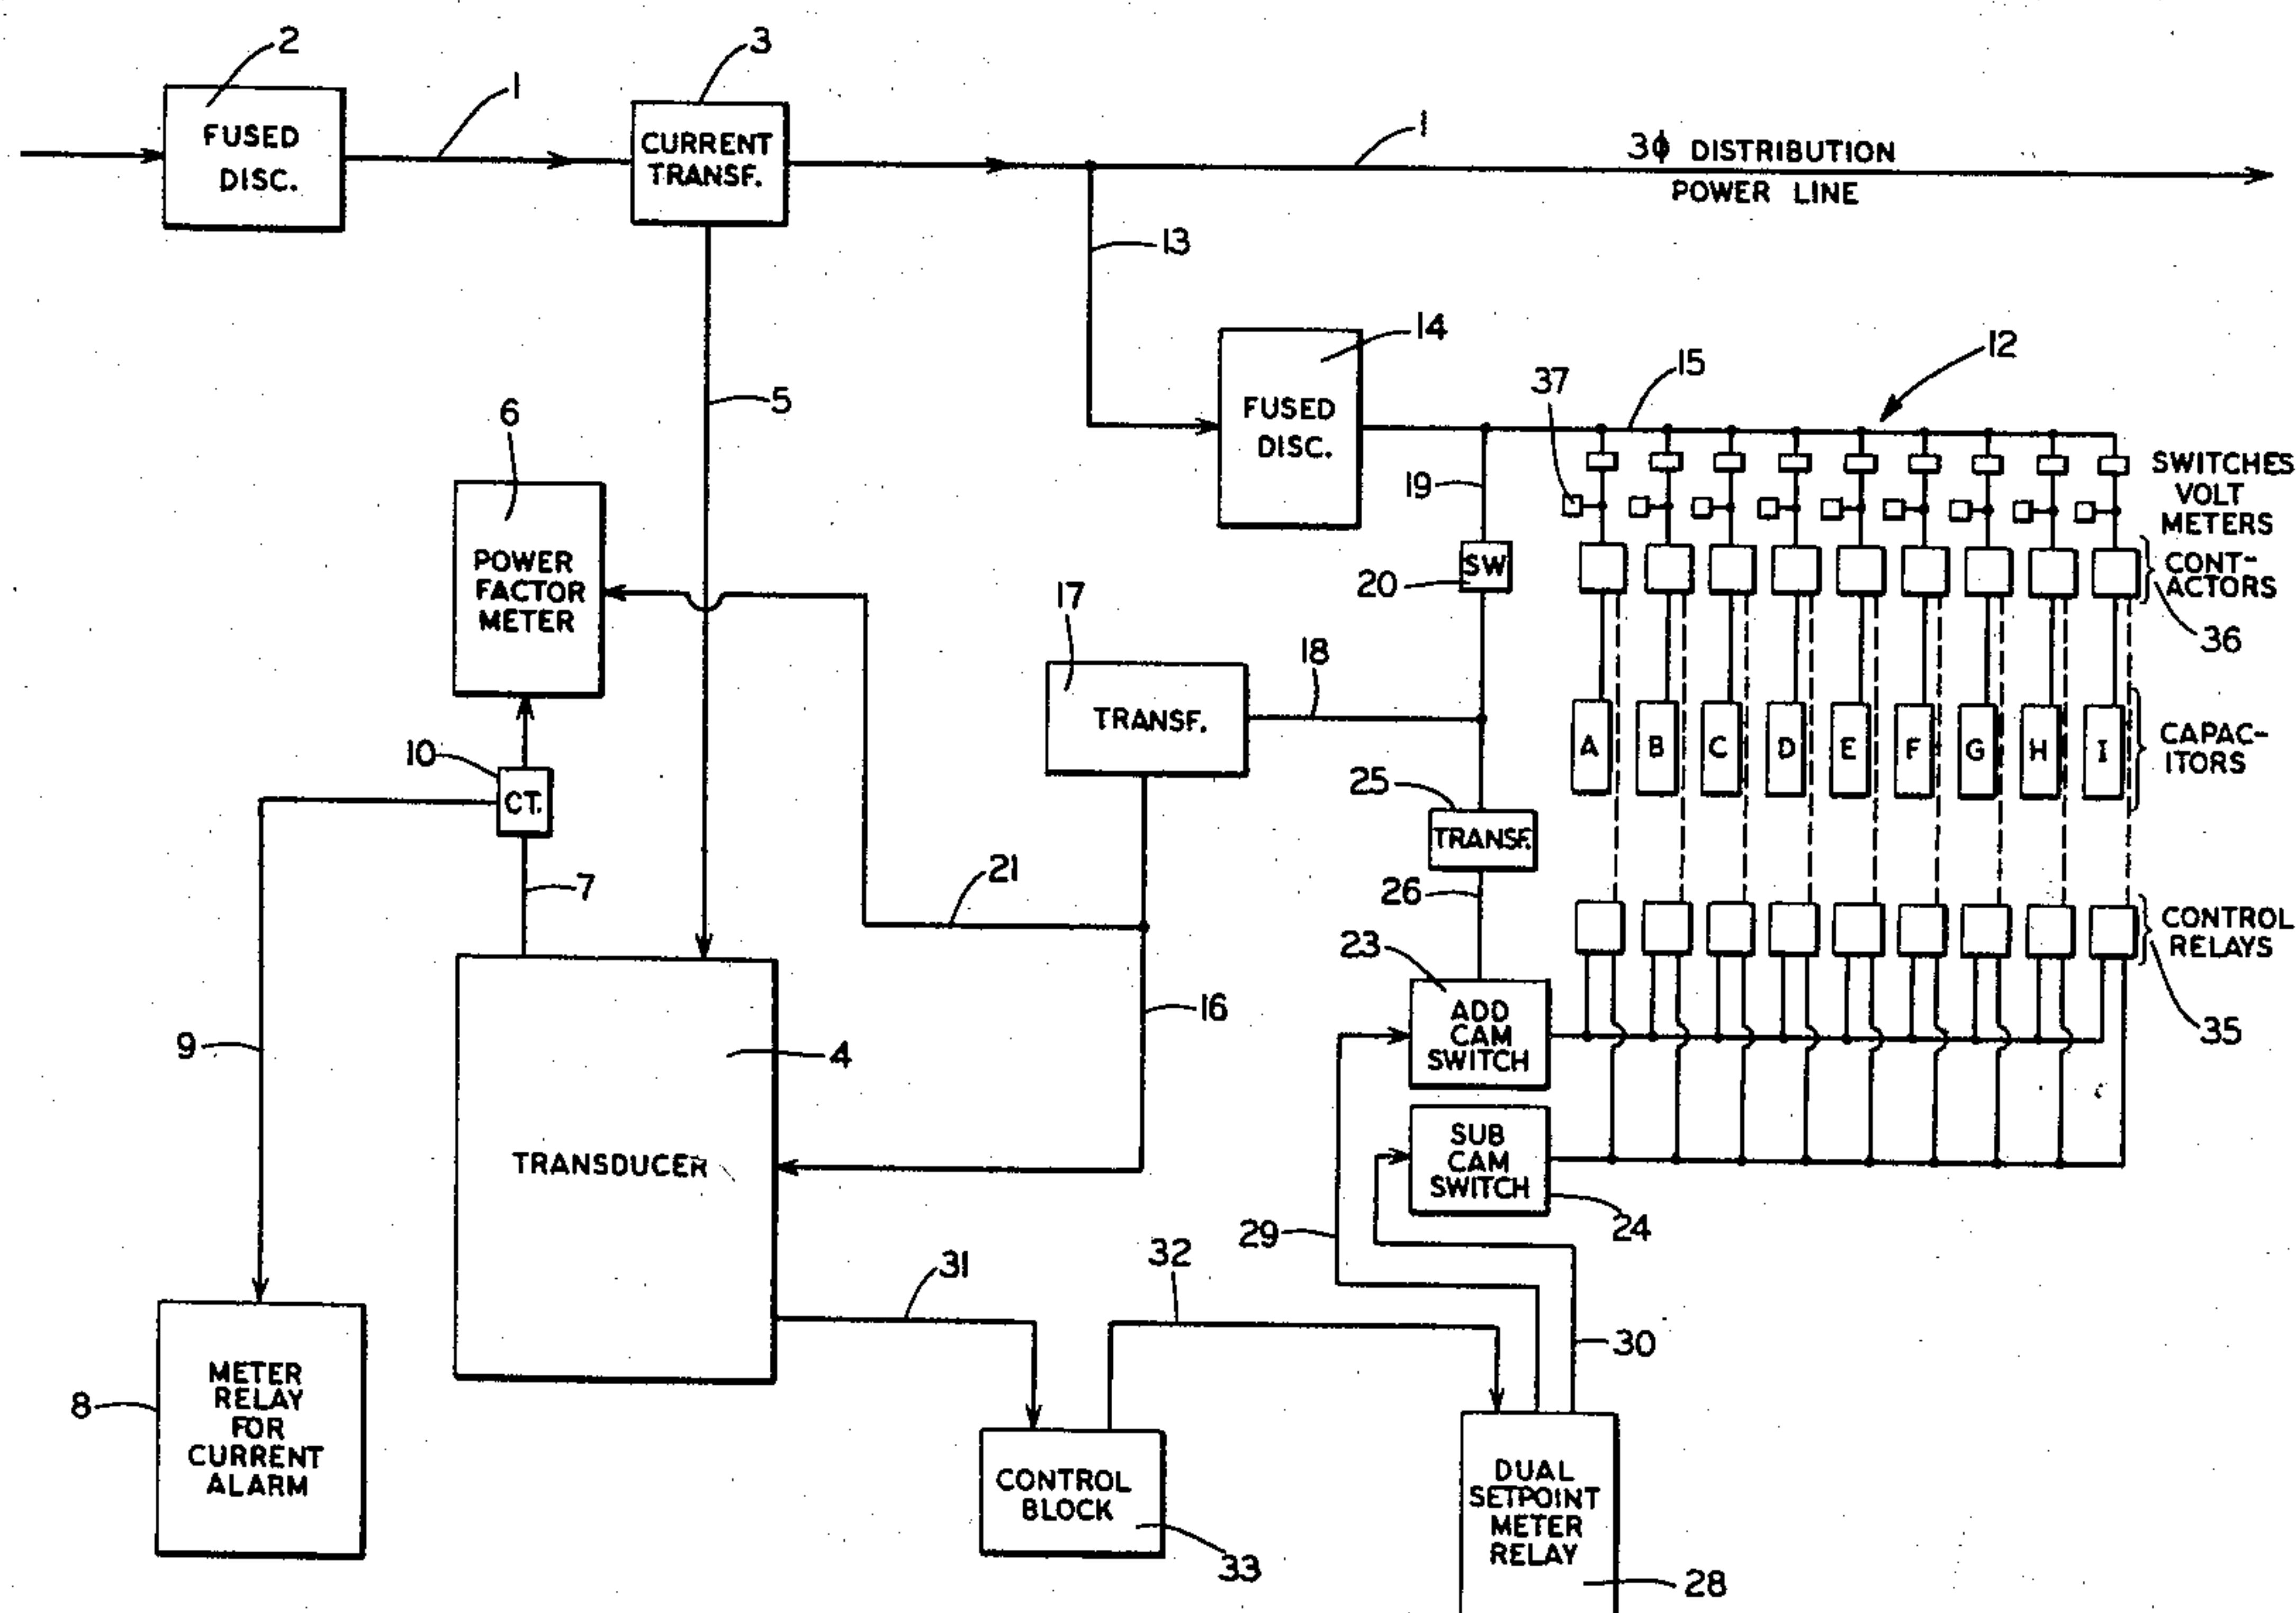 2
3
1
1
FUSED
DISC.
CURRENT
TRANSF.
3ϕ DISTRIBUTION
POWER LINE
13
14
12
15
37
5
6
FUSED
DISC.
SWITCHES
VOLT
METERS
19
POWER
FACTOR
METER
SW
20
CONT-
ACTORS
36
17
18
TRANSF.
A B C D E F G H I
CAPAC-
ITORS
10
CT.
25
TRANSF.
7
21
26
CONTROL
RELAYS
23
16
ADD
CAM
SWITCH
35
9
4
TRANSDUCER
SUB
CAM
SWITCH
24
29
31
32
30
8
METER
RELAY
FOR
CURRENT
ALARM
CONTROL
BLOCK
33
DUAL
SETPOINT
METER
RELAY
28